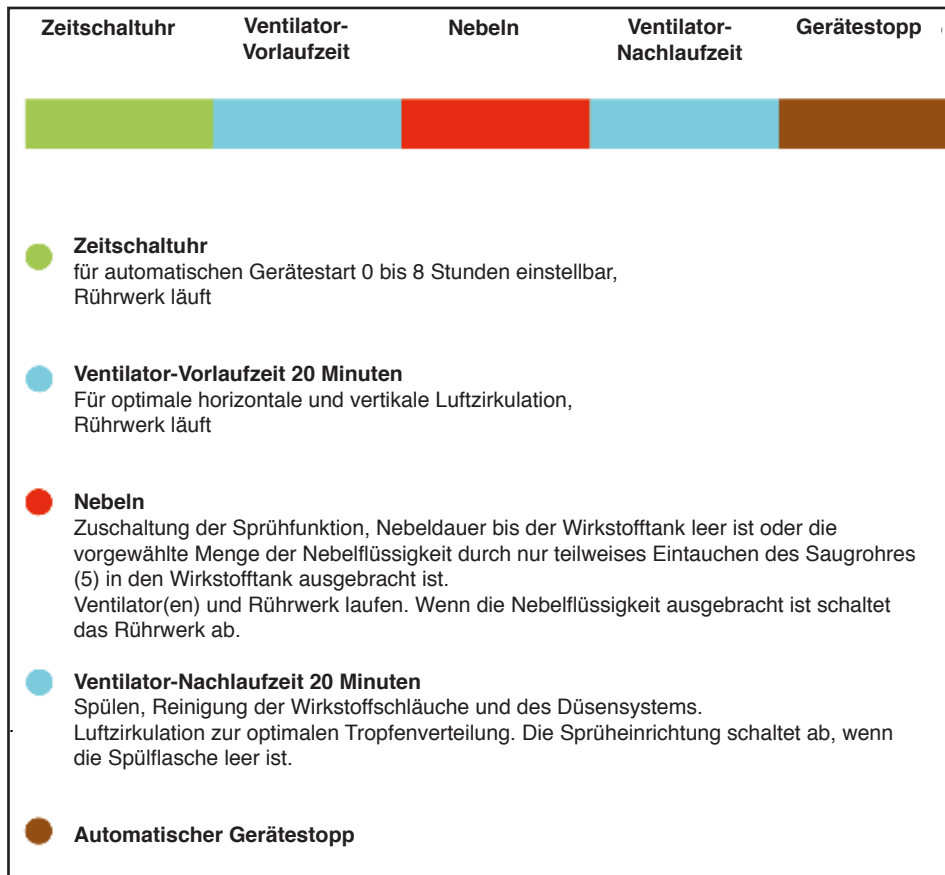 Zeitschaltuhr Ventilator-Vorlaufzeit Nebeln Ventilator-Nachlaufzeit Gerätestopp
Zeitschaltuhr
für automatischen Gerätestart 0 bis 8 Stunden einstellbar,
Rührwerk läuft
Ventilator-Vorlaufzeit 20 Minuten
Für optimale horizontale und vertikale Luftzirkulation,
Rührwerk läuft
Nebeln
Zuschaltung der Sprühfunktion, Nebeldauer bis der Wirkstofftank leer ist oder die
vorgewählte Menge der Nebelflüssigkeit durch nur teilweises Eintauchen des Saugrohres
(5) in den Wirkstofftank ausgebracht ist.
Ventilator(en) und Rührwerk laufen. Wenn die Nebelflüssigkeit ausgebracht ist schaltet
das Rührwerk ab.
Ventilator-Nachlaufzeit 20 Minuten
Spülen, Reinigung der Wirkstoffschläuche und des Düsensystems.
Luftzirkulation zur optimalen Tropfenverteilung. Die Sprüheinrichtung schaltet ab, wenn
die Spülflasche leer ist.
Automatischer Gerätestopp